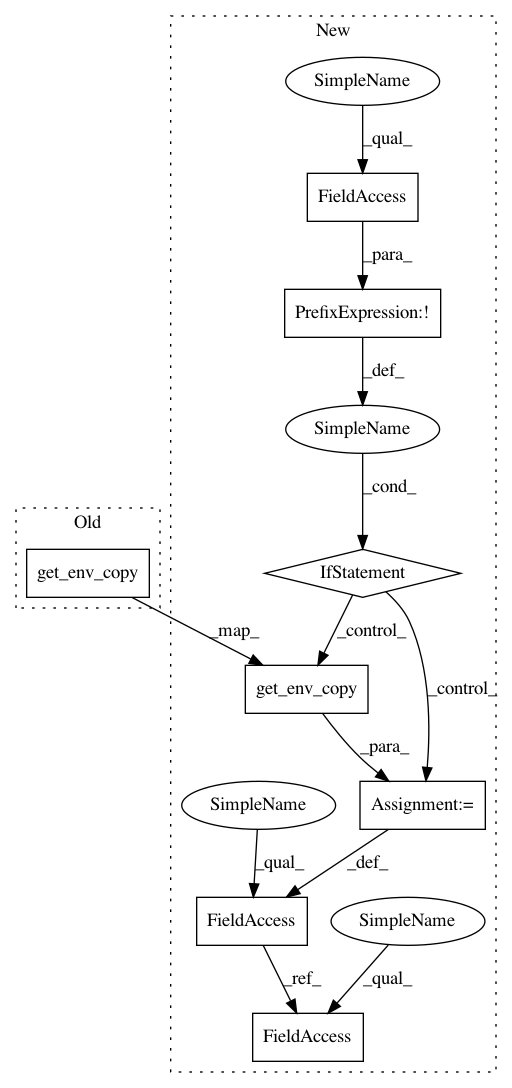 New
SimpleName
_qual_
FieldAccess
_para_
PrefixExpression:!
_def_
SimpleName
_cond_
Old
get_env_copy
IfStatement
_map_
_control_
get_env_copy
_control_
_para_
SimpleName
Assignment:=
_qual_
_def_
FieldAccess
SimpleName
_ref_
_qual_
FieldAccess